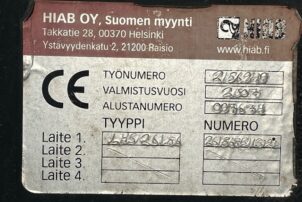 HIAB OY, Suomen myynti
Takkatie 28, 00370 Helsinki
Ystävyydenkatu 2, 21200 Raisio
HIAB
www.hiab.fi
CE
TYÖNUMERO
VALMISTUSVUOSI
ALUSTANUMERO
TYYPPI NUMERO
Laite 1.
Laite 2.
Laite 3.
Laite 4.